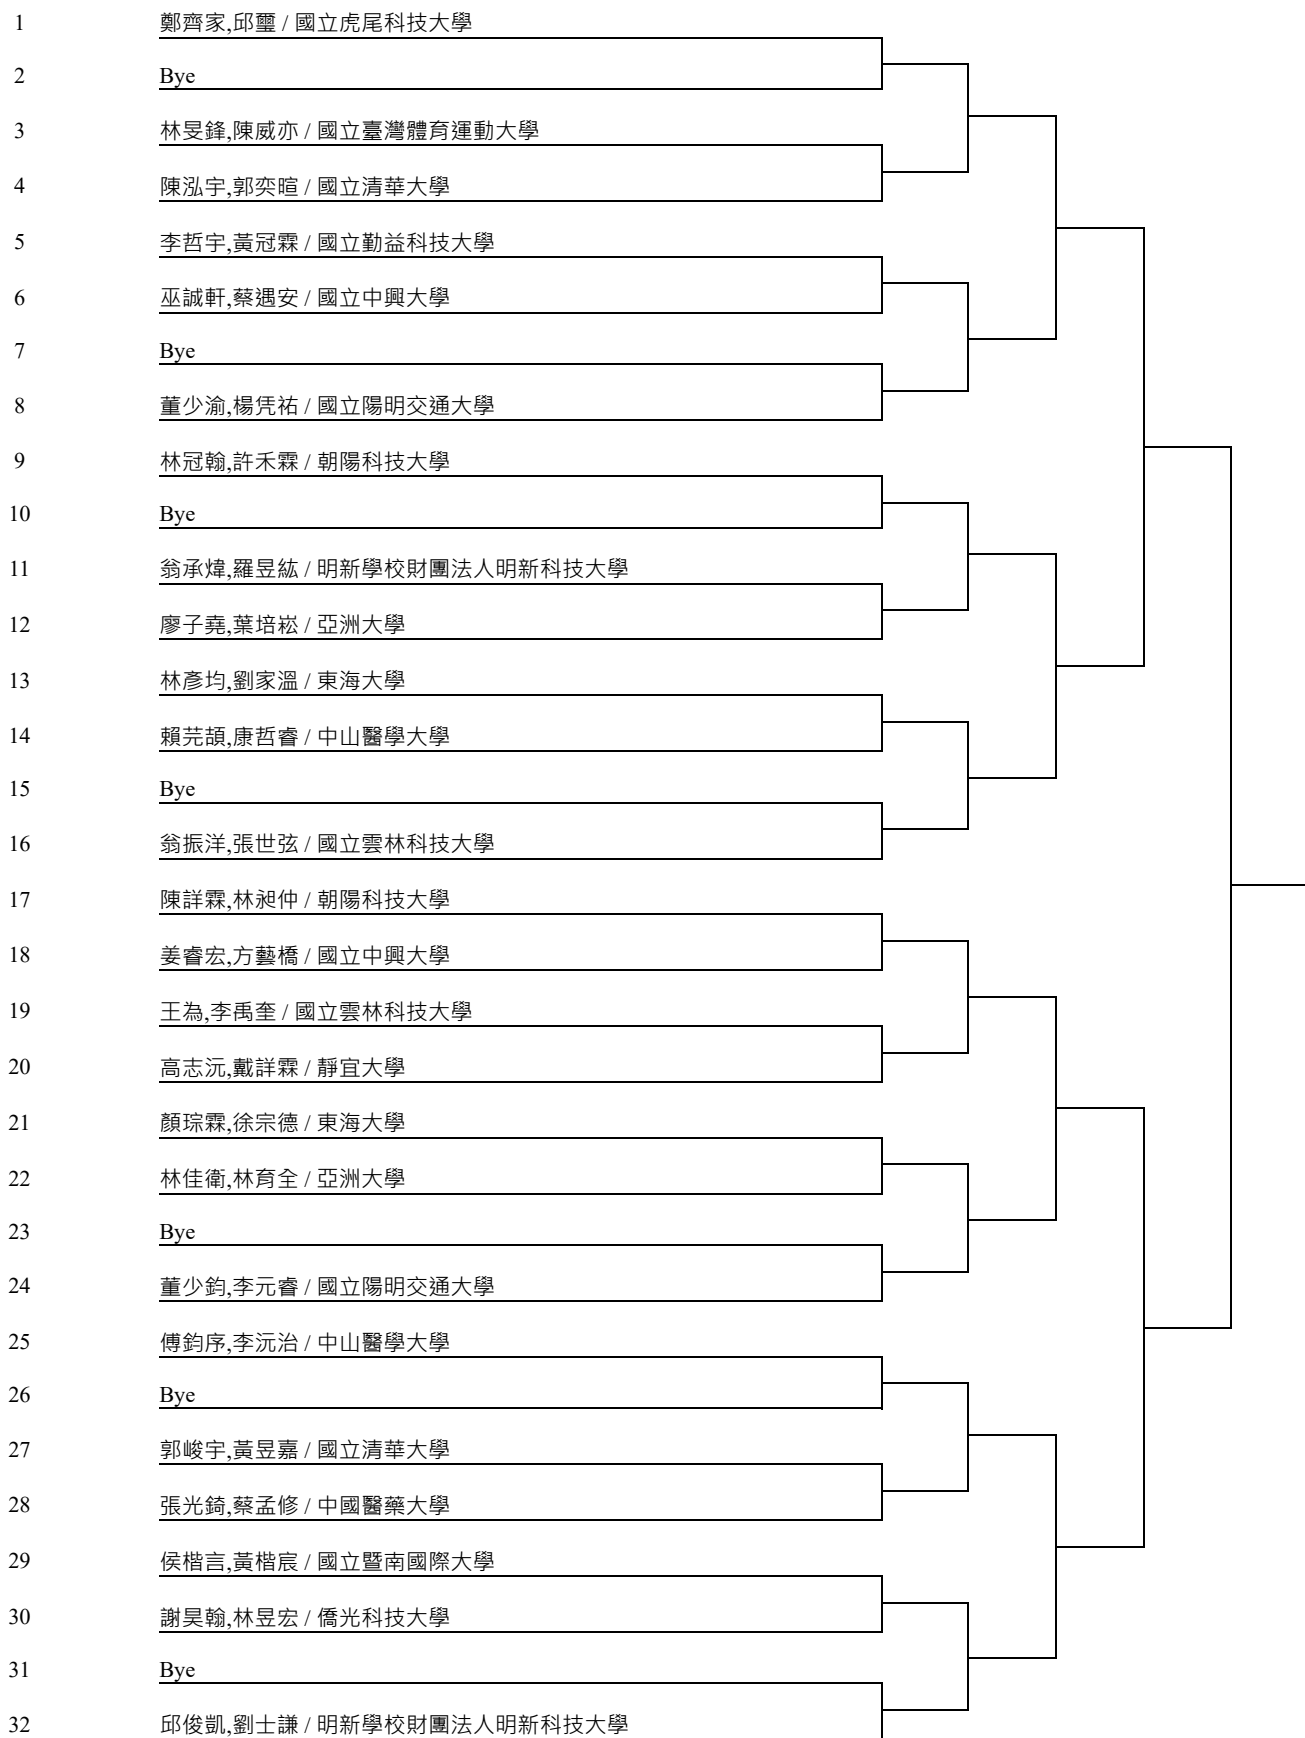 1 鄭齊家,邱璽 / 國立虎尾科技大學
2 Bye
3 林旻鋒,陳威亦 / 國立臺灣體育運動大學
4 陳泓宇,郭奕暄 / 國立清華大學
5 李哲宇,黃冠霖 / 國立勤益科技大學
6 巫誠軒,蔡遇安 / 國立中興大學
7 Bye
8 董少渝,楊凭祐 / 國立陽明交通大學
9 林冠翰,許禾霖 / 朝陽科技大學
10 Bye
11 翁承煒,羅昱紘 / 明新學校財團法人明新科技大學
12 廖子堯,葉培崧 / 亞洲大學
13 林彥均,劉家溫 / 東海大學
14 賴芫頡,康哲睿 / 中山醫學大學
15 Bye
16 翁振洋,張世弦 / 國立雲林科技大學
17 陳詳霖,林昶仲 / 朝陽科技大學
18 姜睿宏,方藝橋 / 國立中興大學
19 王為,李禹奎 / 國立雲林科技大學
20 高志沅,戴詳霖 / 靜宜大學
21 顏琮霖,徐宗德 / 東海大學
22 林佳衛,林育全 / 亞洲大學
23 Bye
24 董少鈞,李元睿 / 國立陽明交通大學
25 傅鈞序,李沅治 / 中山醫學大學
26 Bye
27 郭峻宇,黃昱嘉 / 國立清華大學
28 張光錡,蔡孟修 / 中國醫藥大學
29 侯楷言,黃楷宸 / 國立暨南國際大學
30 謝昊翰,林昱宏 / 僑光科技大學
31 Bye
32 邱俊凱,劉士謙 / 明新學校財團法人明新科技大學